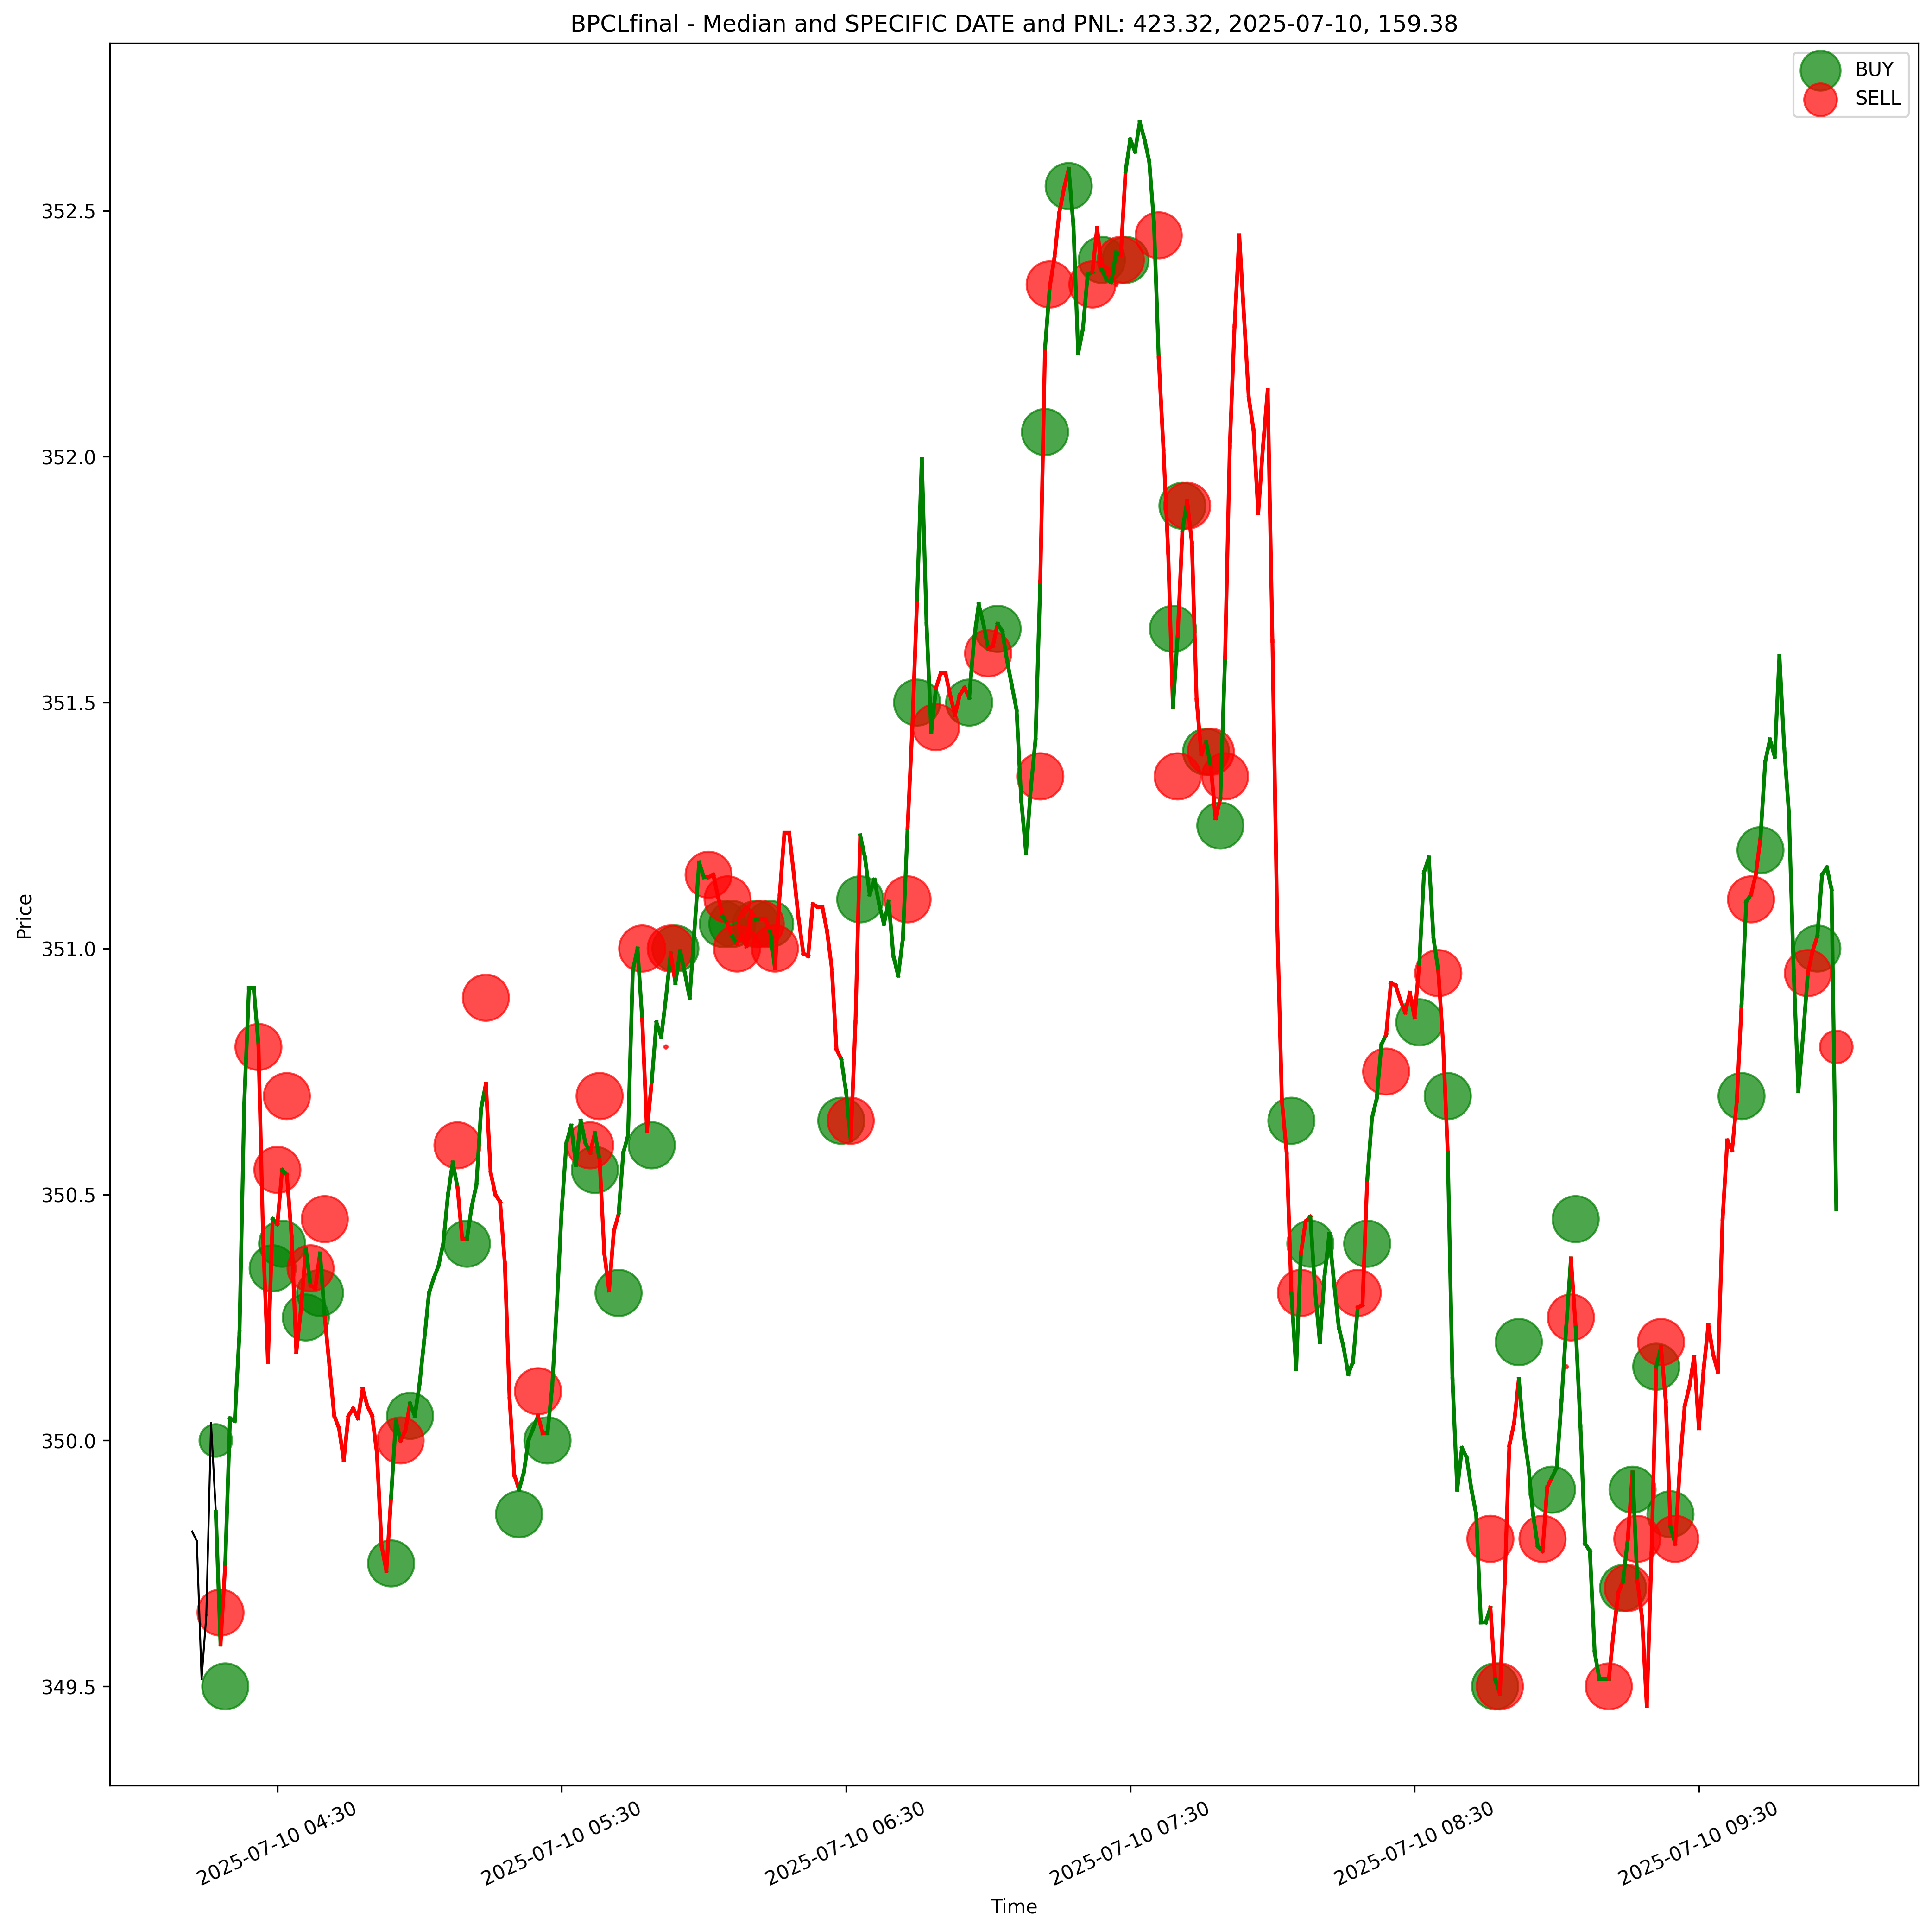 BPCLfinal - Median and SPECIFIC DATE and PNL: 423.32, 2025-07-10, 159.38
BUY
SELL
352.5
352.0
351.5
351.0
350.5
350.0
349.5
Price
2025-07-10 04:30
2025-07-10 05:30
2025-07-10 06:30
2025-07-10 07:30
2025-07-10 08:30
2025-07-10 09:30
Time